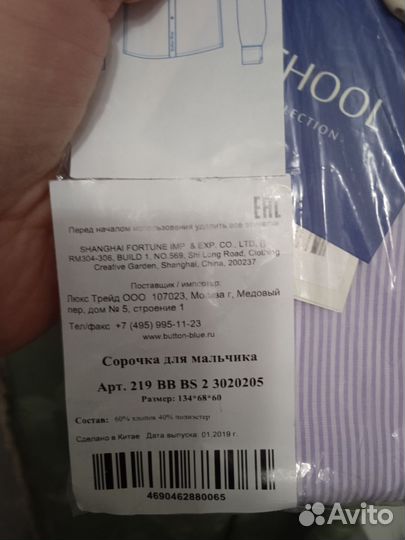 SCHOOL
COLLECTION
EAC
Перед началом использования удалить все этикетки
SHANGHAI FORTUNE IMP. & EXP. CO., LTD.
RM304-306, BUILD 1. NO.569, Shi Long Road, Clothing
Creative Garden, Shanghai, China, 200237
Поставщик / импортер:
Люкс Трейд ООО 107023, Москва г, Медовый
пер, дом № 5, строение 1
Тел/факс +7 (495) 995-11-23
www.button-blue.ru
Сорочка для мальчика
Арт. 219 BB BS 2 3020205
Размер: 134*68*60
Состав: 60% хлопок 40% полиэстер
Сделано в Китае Дата выпуска: 01.2019 г.
4690462880065
Avito